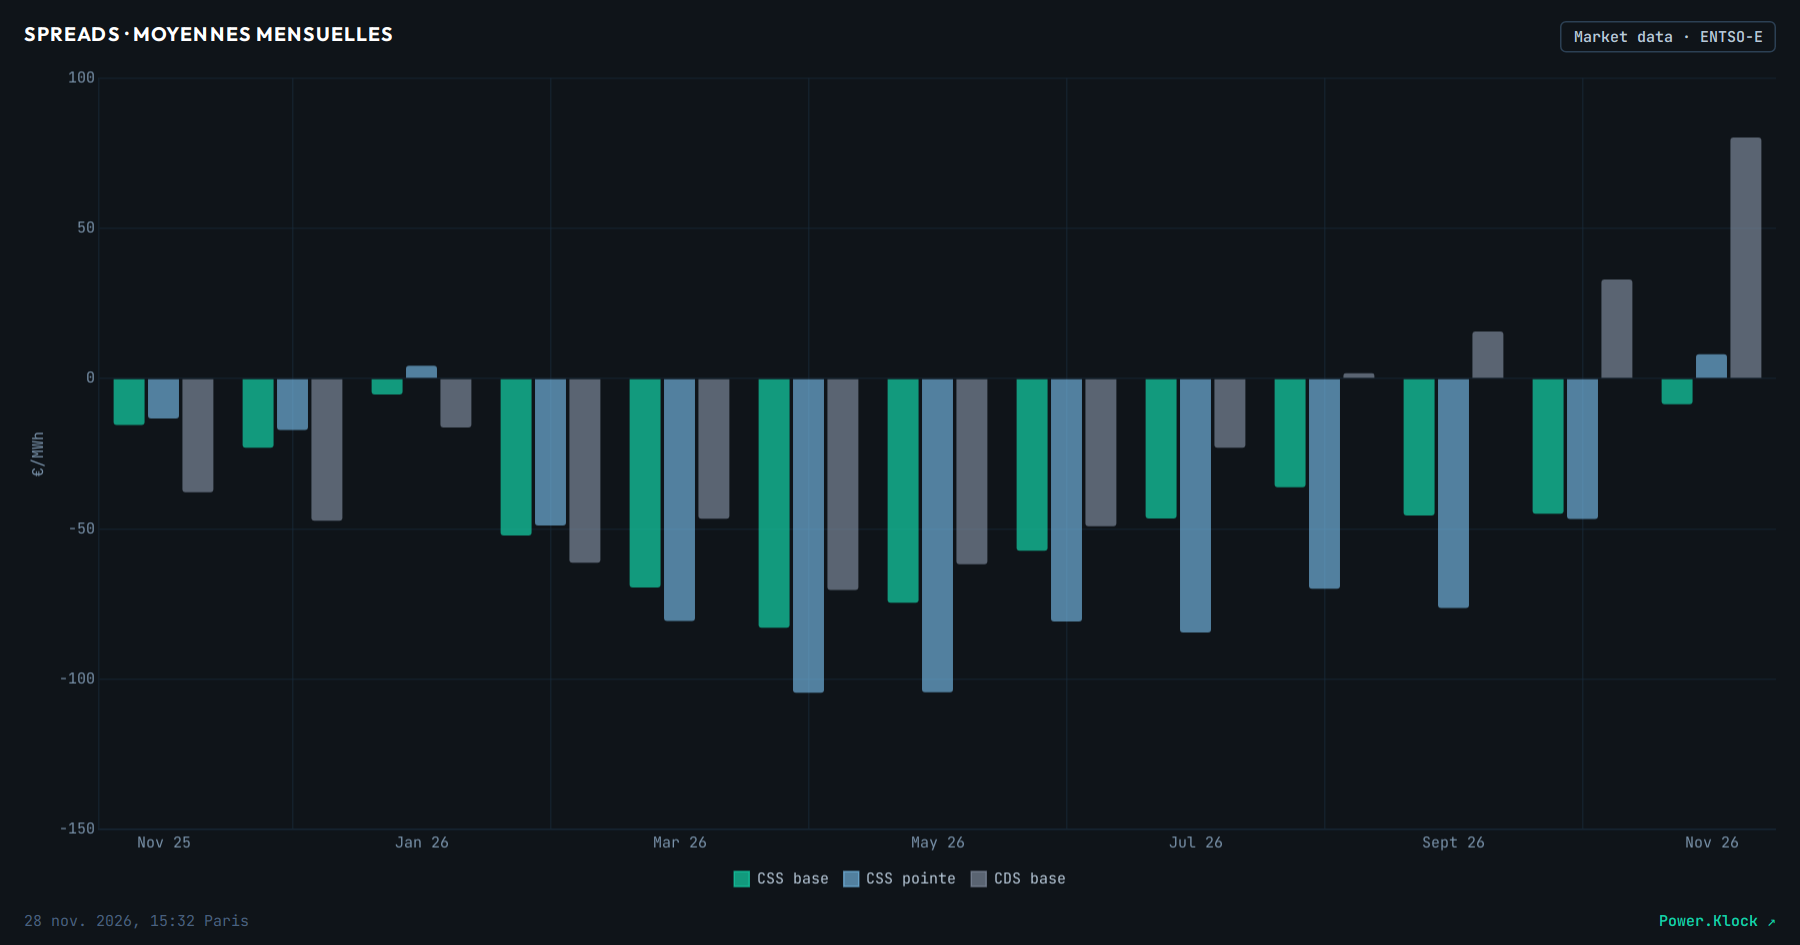 SPREADS · MOYENNES MENSUELLES
Market data · ENTSO-E
100
50
0
-50
-100
-150
€/MWh
Nov 25 Jan 26 Mar 26 May 26 Jul 26 Sept 26 Nov 26
CSS base CSS pointe CDS base
28 nov. 2026, 15:32 Paris
Power.Klock ↗